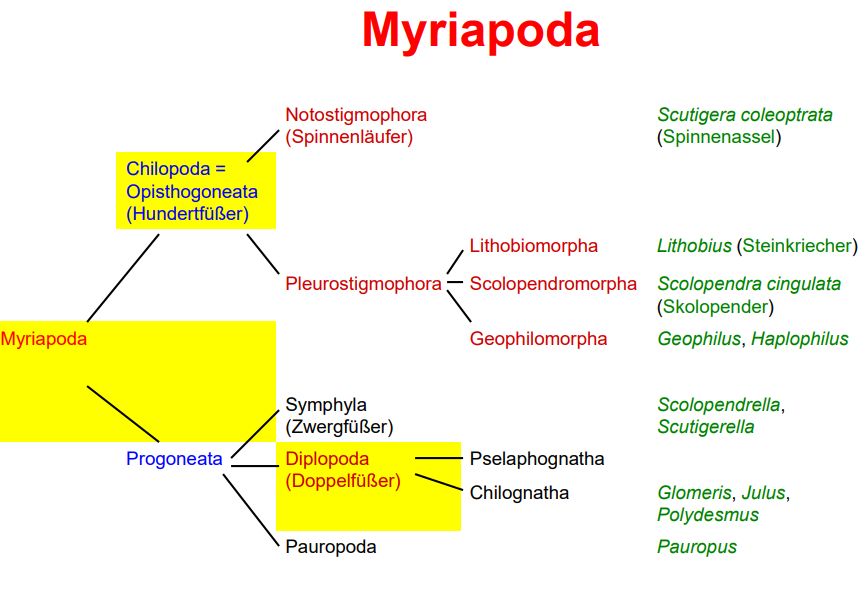 Myriapoda
Notostigmophora
(Spinnenläufer)
Scutigera coleoptrata
(Spinnenassel)
Chilopoda =
Opisthogoneata
(Hundertfüßer)
Lithobiomorpha
Lithobius (Steinkriecher)
Pleurostigmophora
Scolopendromorpha
Scolopendra cingulata
(Skolopender)
Myriapoda
Geophilomorpha
Geophilus, Haplophilus
Symphyla
(Zwergfüßer)
Scolopendrella,
Scutigerella
Progoneata
Diplopoda
(Doppelfüßer)
Pselaphognatha
Chilognatha
Glomeris, Julus,
Polydesmus
Pauropoda
Pauropus